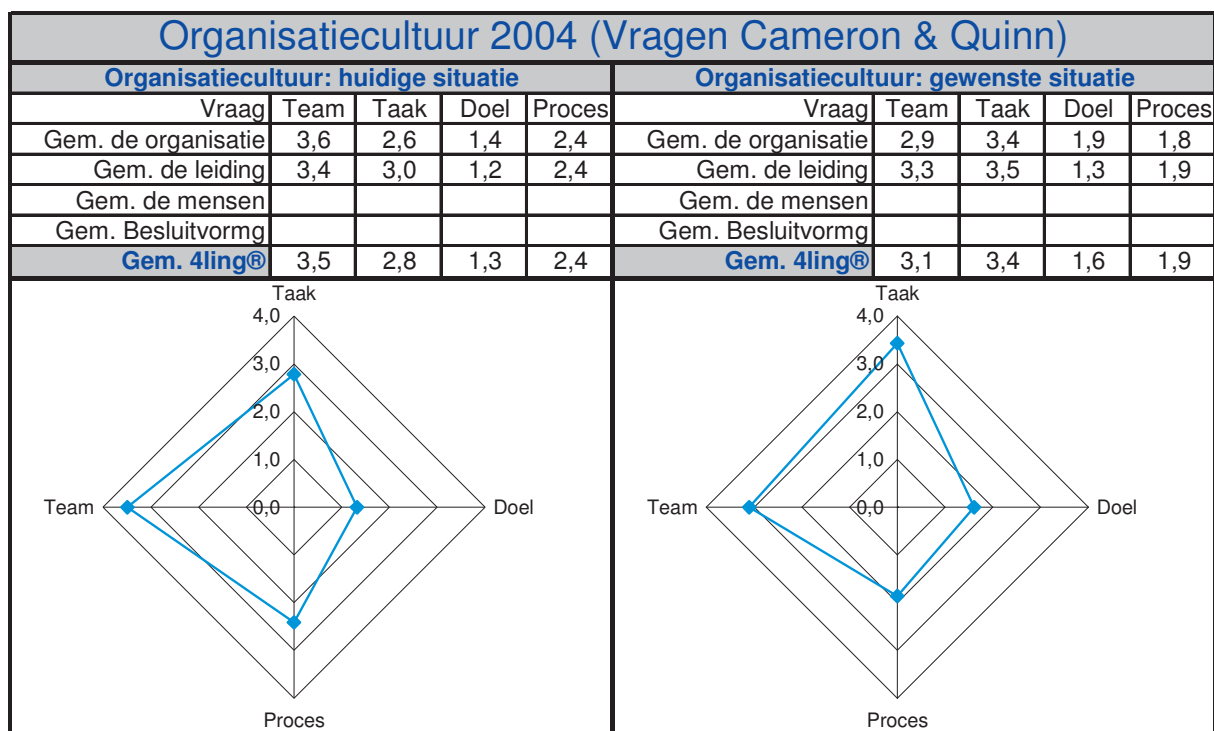 Organisatiecultuur 2004 (Vragen Cameron & Quinn)
Organisatiecultuur: huidige situatie
Vraag Team Taak Doel Proces
Gem. de organisatie 3,6 2,6 1,4 2,4
Gem. de leiding 3,4 3,0 1,2 2,4
Gem. de mensen
Gem. Besluitvormg
Gem. 4ling® 3,5 2,8 1,3 2,4
Taak
4,0
3,0
2,0
1,0
0,0
Team
Doel
Proces
Organisatiecultuur: gewenste situatie
Vraag Team Taak Doel Proces
Gem. de organisatie 2,9 3,4 1,9 1,8
Gem. de leiding 3,3 3,5 1,3 1,9
Gem. de mensen
Gem. Besluitvormg
Gem. 4ling® 3,1 3,4 1,6 1,9
Taak
4,0
3,0
2,0
1,0
0,0
Team
Doel
Proces